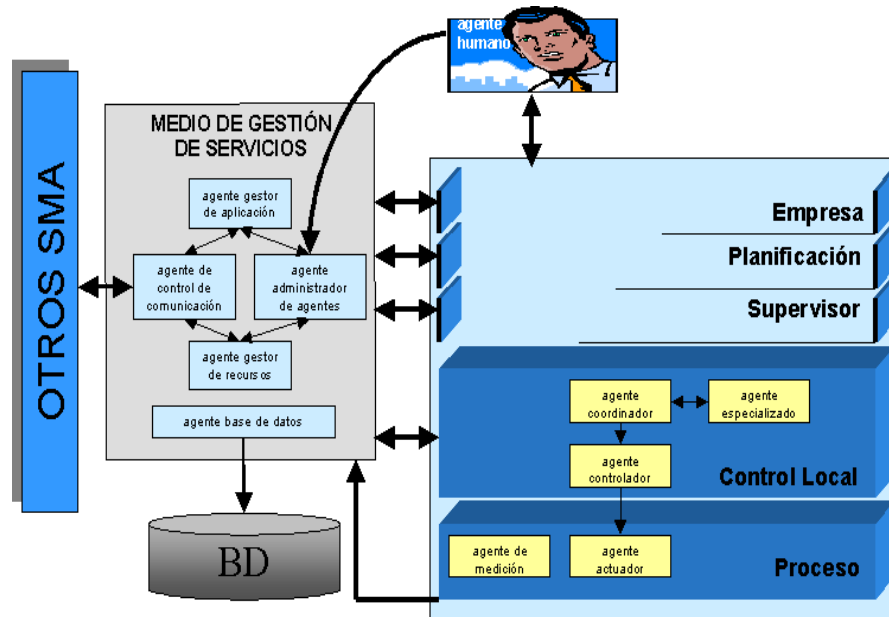 agente
humano
OTROS SMA
MEDIO DE GESTIÓN
DE SERVICIOS
agente gestor
de aplicación
agente de
control de
comunicación
agente
administrador
de agentes
agente gestor
de recursos
agente base de datos
BD
Empresa
Planificación
Supervisor
agente
coordinador
agente
especializado
agente
controlador
Control Local
agente de
medición
agente
actuador
Proceso